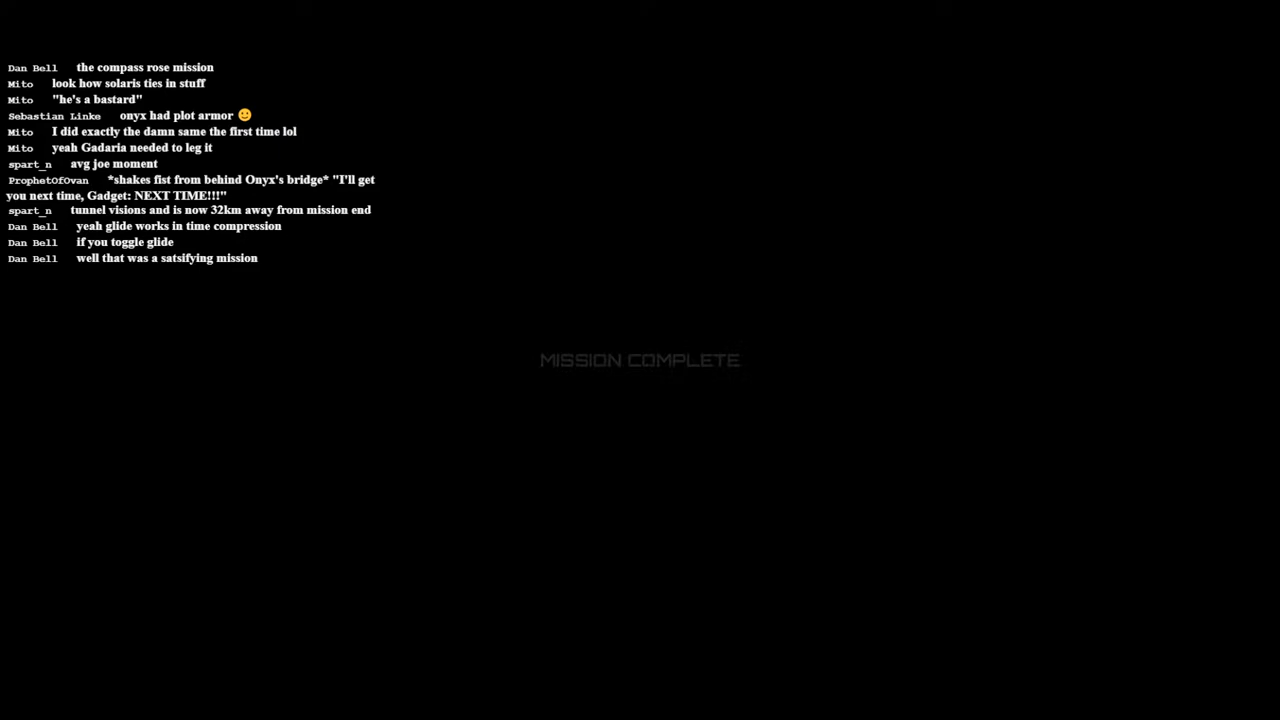 Dan Bell the compass rose mission
Mito look how solaris ties in stuff
Mito "he's a bastard"
Sebastian Linke onyx had plot armor 🙂
Mito I did exactly the damn same the first time lol
Mito yeah Gadaria needed to leg it
spart_n avg joe moment
ProphetOfOvan *shakes fist from behind Onyx's bridge* "I'll get
you next time, Gadget: NEXT TIME!!!"
spart_n tunnel visions and is now 32km away from mission end
Dan Bell yeah glide works in time compression
Dan Bell if you toggle glide
Dan Bell well that was a satsifying mission
MISSION COMPLETE